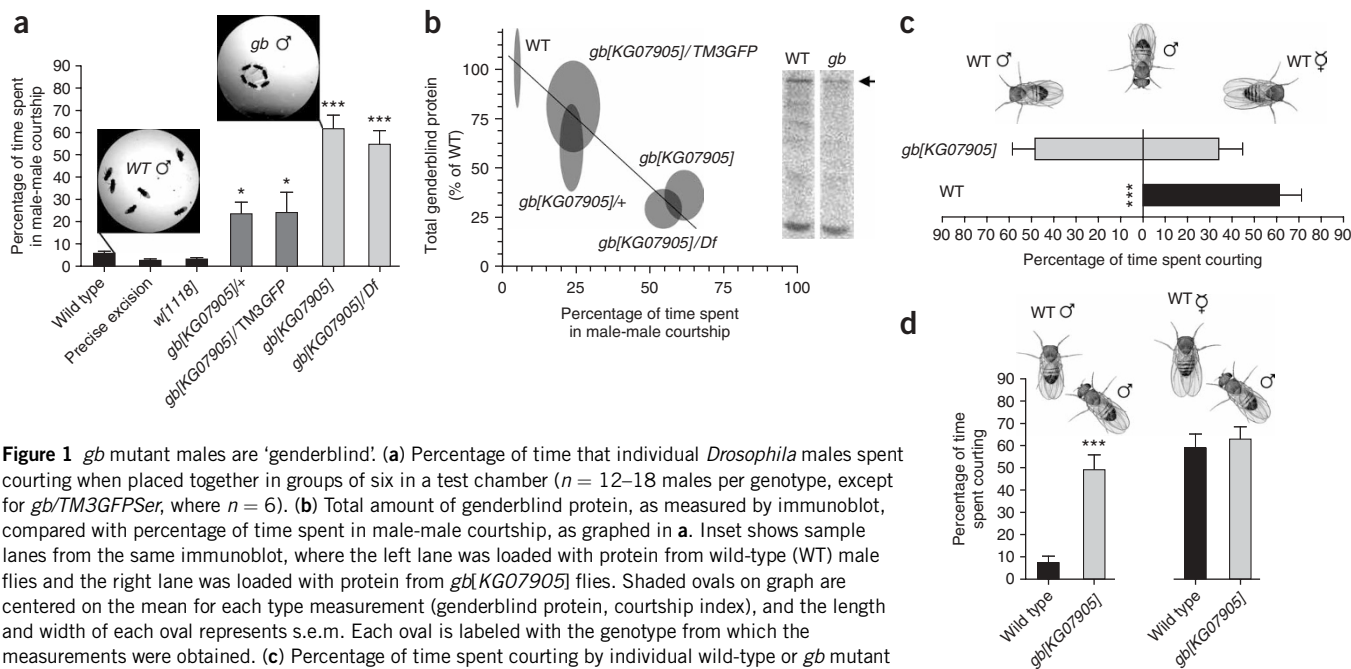 a
Percentage of time spent
in male-male courtship
90
80
70
60
50
40
30
20
10
0
WT ♂
gb ♂
*
*
***
***
Wild type
Precise excision
w[1118]
gb[KG07905]/+
gb[KG07905]/TM3GFP
gb[KG07905]
gb[KG07905]/Df
b
Total genderblind protein
(% of WT)
100
75
50
25
0
WT
gb[KG07905]/TM3GFP
gb[KG07905]
gb[KG07905]/+
gb[KG07905]/Df
0 25 50 75 100
Percentage of time spent
in male-male courtship
WT gb
c
WT ♂
♂
WT ☿
gb[KG07905]
WT
***
90 80 70 60 50 40 30 20 10 0 10 20 30 40 50 60 70 80 90
Percentage of time spent courting
d
WT ♂
♂
WT ☿
♂
Percentage of time
spent courting
90
80
70
60
50
40
30
20
10
0
***
Wild type
gb[KG07905]
Wild type
gb[KG07905]
Figure 1 gb mutant males are ‘genderblind’. (a) Percentage of time that individual Drosophila males spent
courting when placed together in groups of six in a test chamber (n = 12–18 males per genotype, except
for gb/TM3GFPSer, where n = 6). (b) Total amount of genderblind protein, as measured by immunoblot,
compared with percentage of time spent in male-male courtship, as graphed in a. Inset shows sample
lanes from the same immunoblot, where the left lane was loaded with protein from wild-type (WT) male
flies and the right lane was loaded with protein from gb[KG07905] flies. Shaded ovals on graph are
centered on the mean for each type measurement (genderblind protein, courtship index), and the length
and width of each oval represents s.e.m. Each oval is labeled with the genotype from which the
measurements were obtained. (c) Percentage of time spent courting by individual wild-type or gb mutant